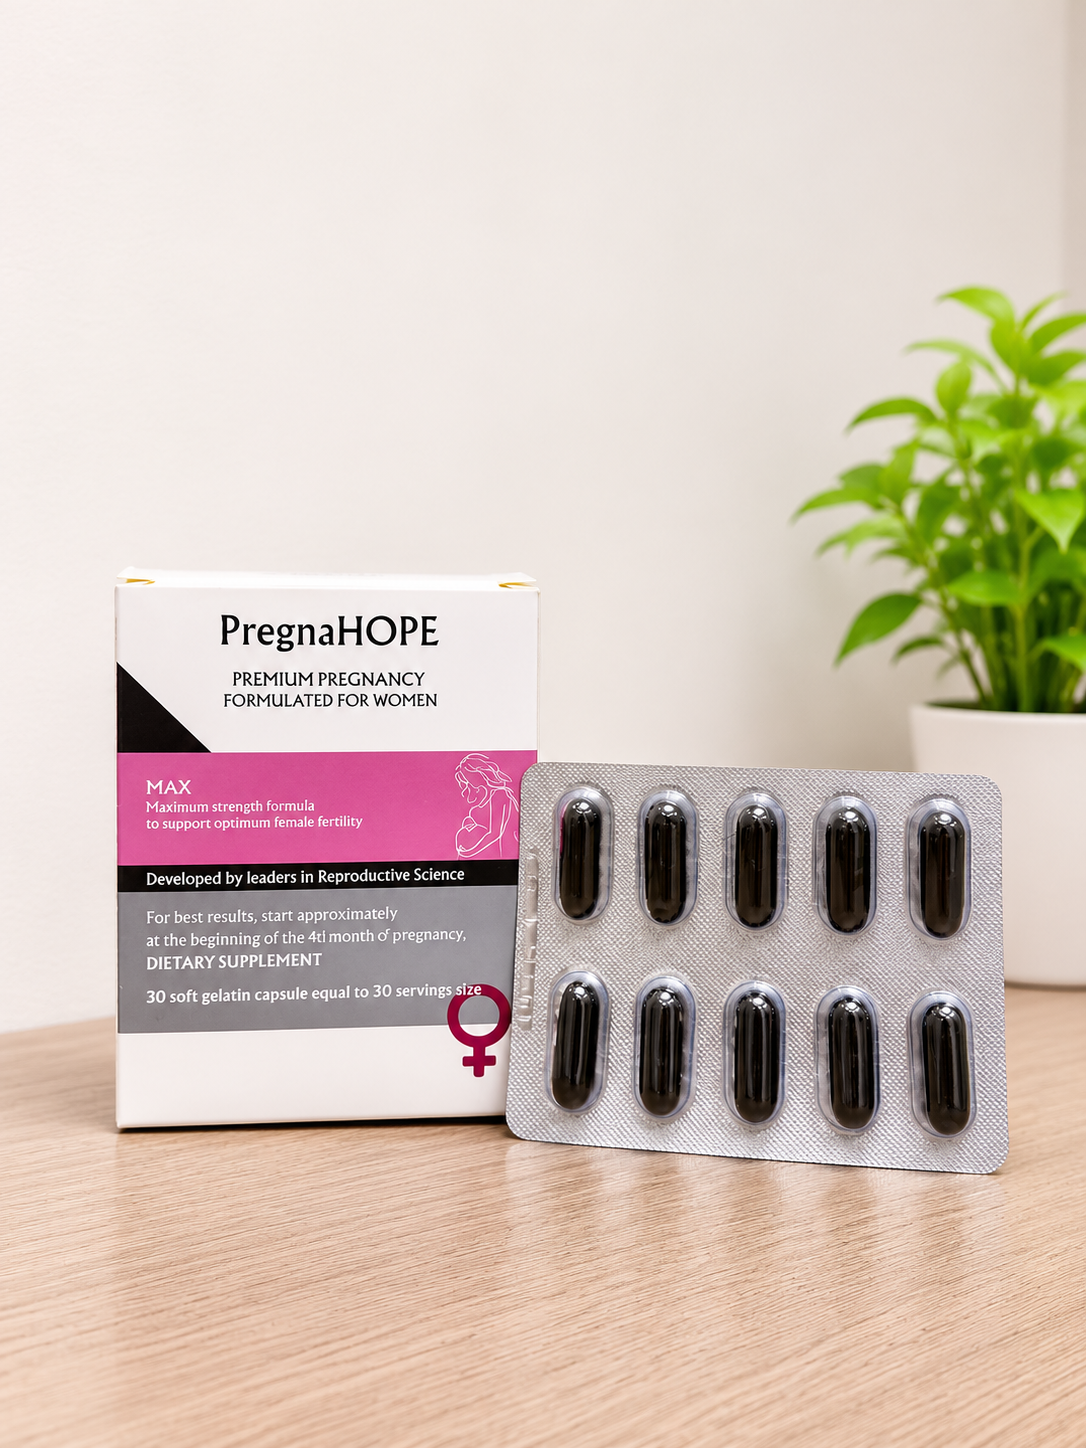 PregnaHOPE
PREMIUM PREGNANCY
FORMULATED FOR WOMEN
MAX
Maximum strength formula
to support optimum female fertility
Developed by leaders in Reproductive Science
For best results, start approximately
at the beginning of the 4tl month of pregnancy,
DIETARY SUPPLEMENT
30 soft gelatin capsule equal to 30 servings size